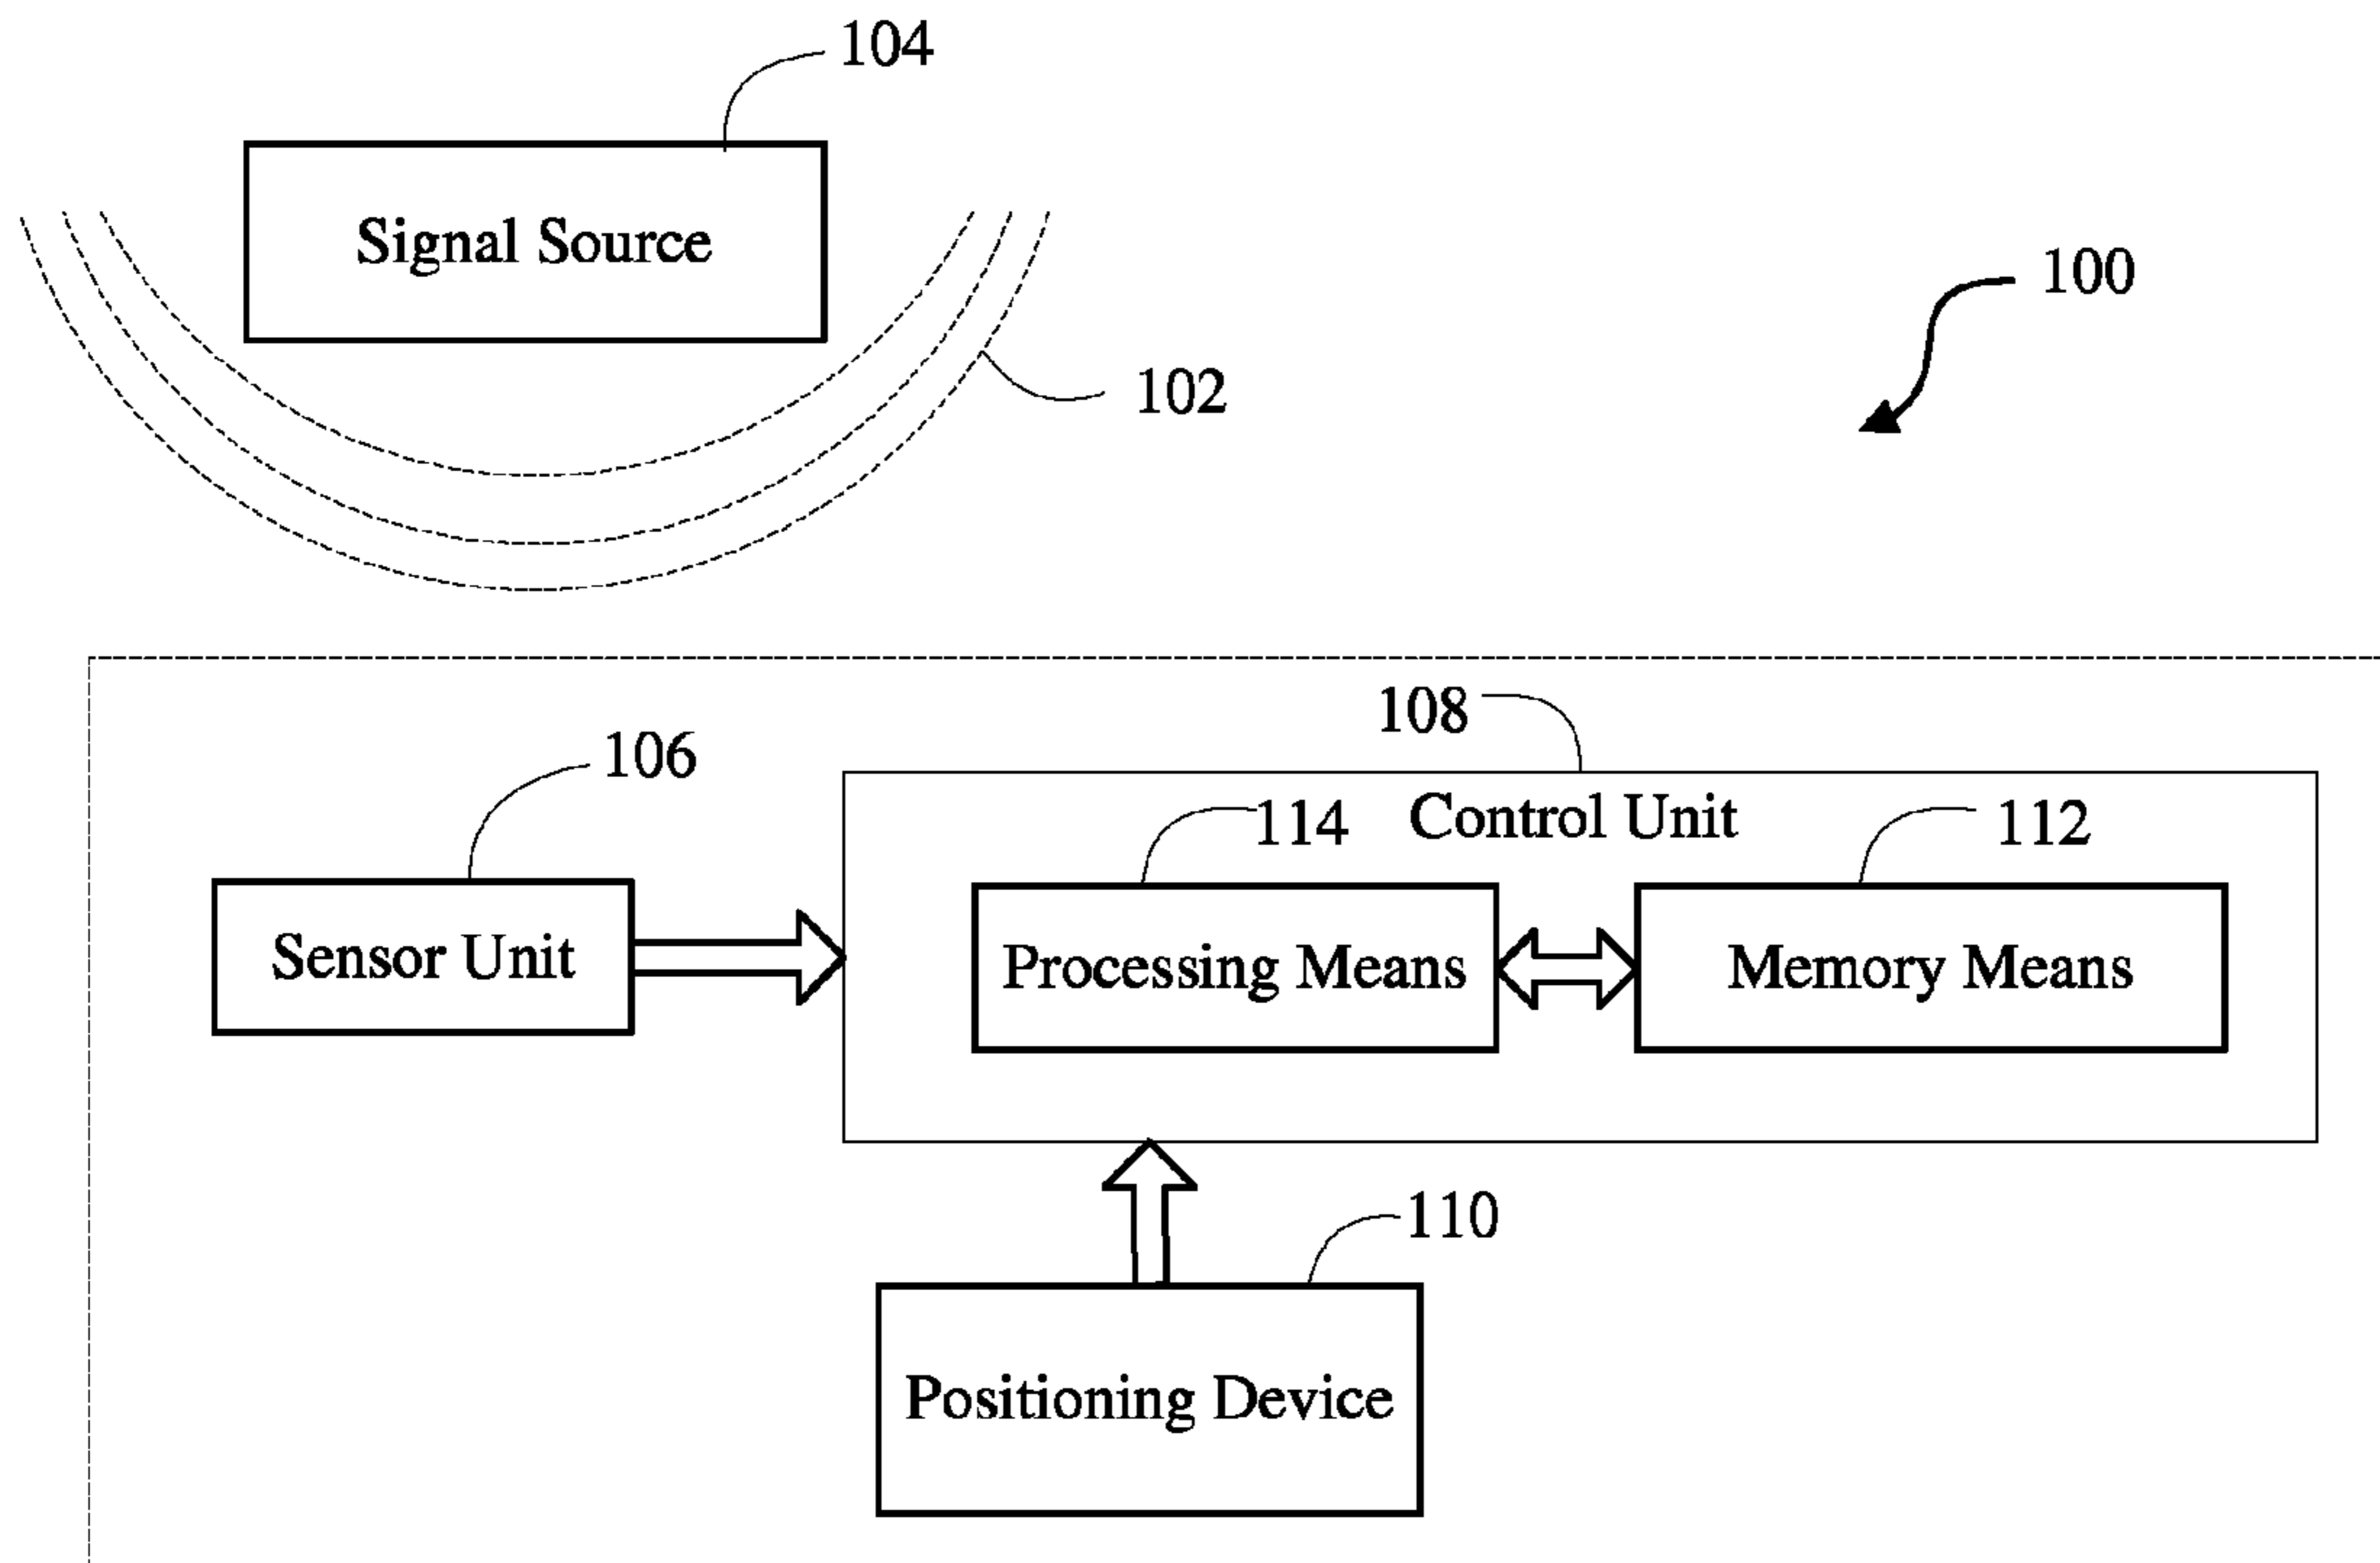 104
Signal Source
100
102
108
106
114
Control Unit
112
Sensor Unit
Processing Means
Memory Means
110
Positioning Device